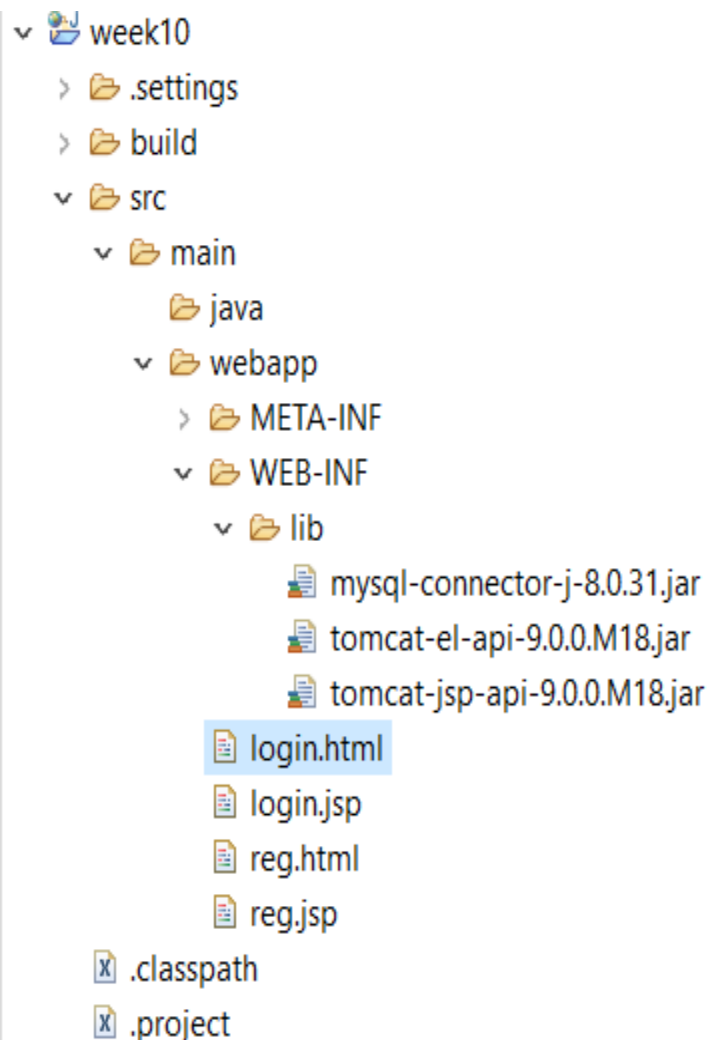 week10
.settings
build
src
main
java
webapp
META-INF
WEB-INF
lib
mysql-connector-j-8.0.31.jar
tomcat-el-api-9.0.0.M18.jar
tomcat-jsp-api-9.0.0.M18.jar
login.html
login.jsp
reg.html
reg.jsp
.classpath
.project